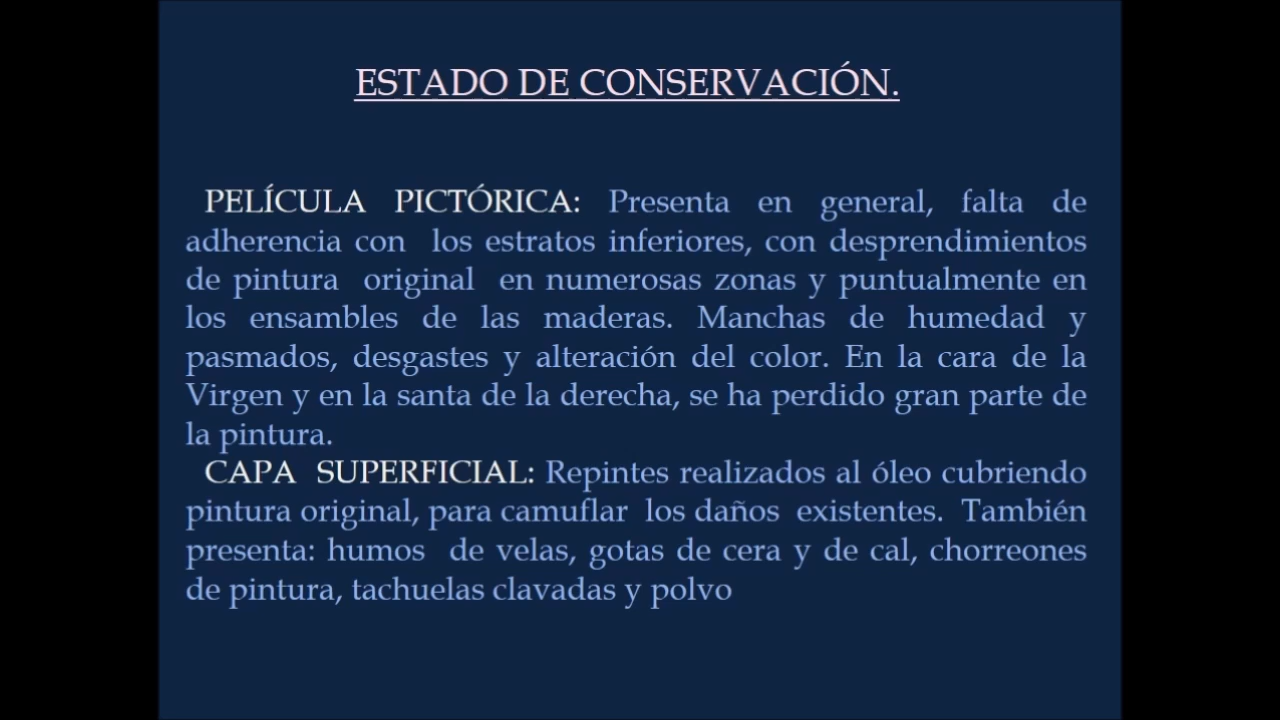 ESTADO DE CONSERVACIÓN.
PELÍCULA PICTÓRICA: Presenta en general, falta de
adherencia con los estratos inferiores, con desprendimientos
de pintura original en numerosas zonas y puntualmente en
los ensambles de las maderas. Manchas de humedad y
pasmados, desgastes y alteración del color. En la cara de la
Virgen y en la santa de la derecha, se ha perdido gran parte de
la pintura.
CAPA SUPERFICIAL: Repintes realizados al óleo cubriendo
pintura original, para camuflar los daños existentes. También
presenta: humos de velas, gotas de cera y de cal, chorreones
de pintura, tachuelas clavadas y polvo